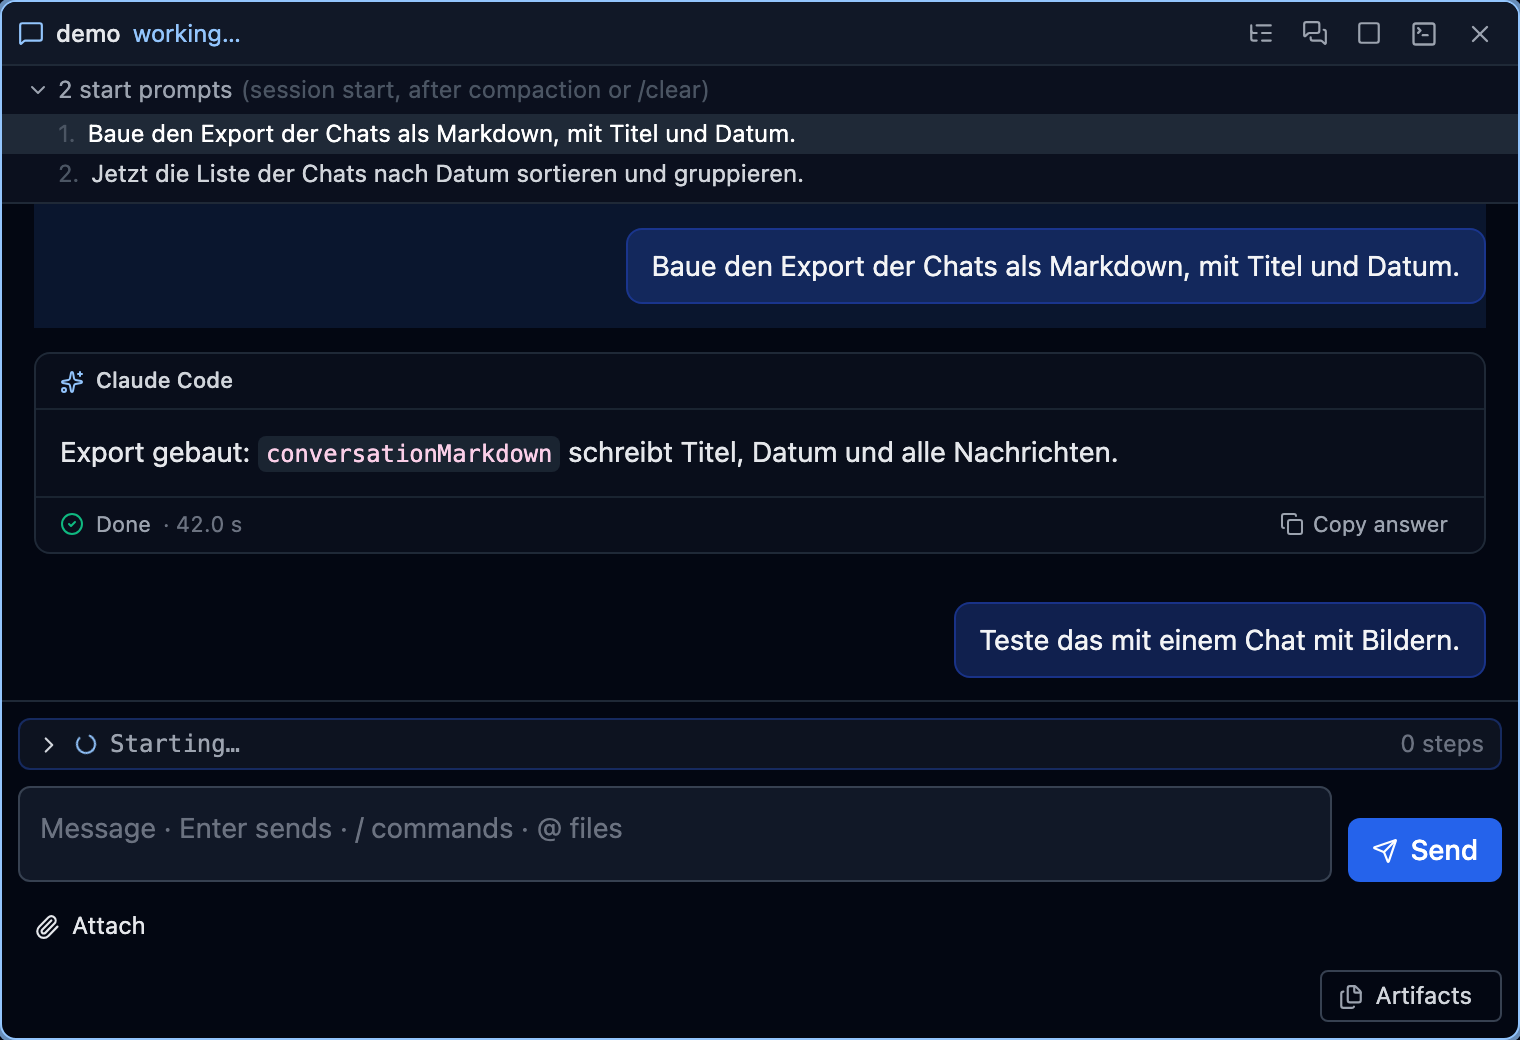 demo working...
2 start prompts (session start, after compaction or /clear)
1. Baue den Export der Chats als Markdown, mit Titel und Datum.
2. Jetzt die Liste der Chats nach Datum sortieren und gruppieren.
Baue den Export der Chats als Markdown, mit Titel und Datum.
Claude Code
Export gebaut: conversationMarkdown schreibt Titel, Datum und alle Nachrichten.
Done · 42.0 s
Copy answer
Teste das mit einem Chat mit Bildern.
Starting… 0 steps
Message · Enter sends · / commands · @ files
Send
Attach
Artifacts